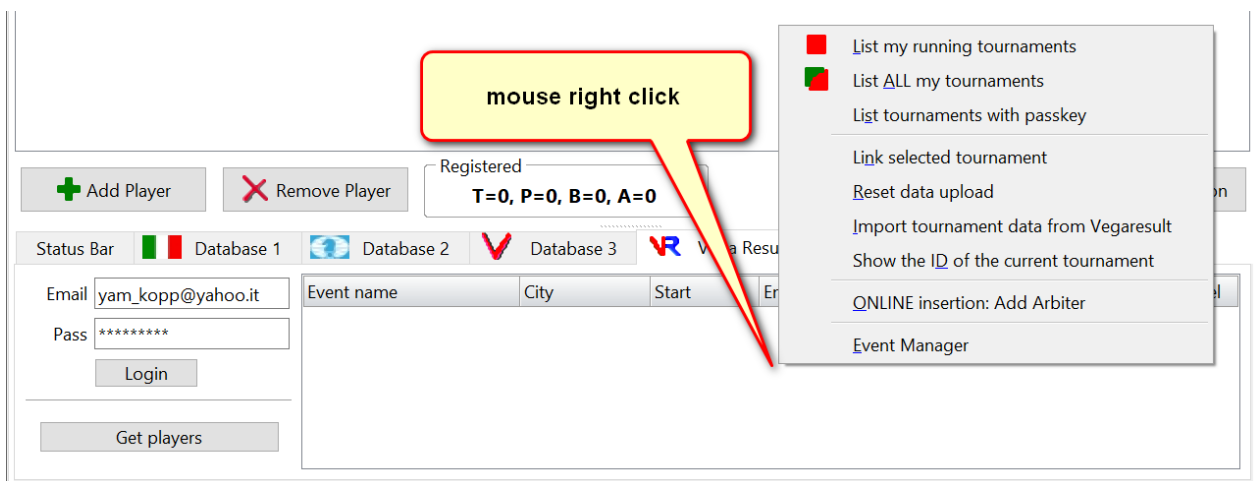 mouse right click
List my running tournaments
List ALL my tournaments
List tournaments with passkey
Link selected tournament
Reset data upload
Import tournament data from Vegaresult
Show the ID of the current tournament
ONLINE insertion: Add Arbiter
Event Manager
Add Player
Remove Player
Registered
T=0, P=0, B=0, A=0
Status Bar
Database 1
Database 2
Database 3
Email
yam_kopp@yahoo.it
Pass
*********
Login
Get players
Event name
City
Start